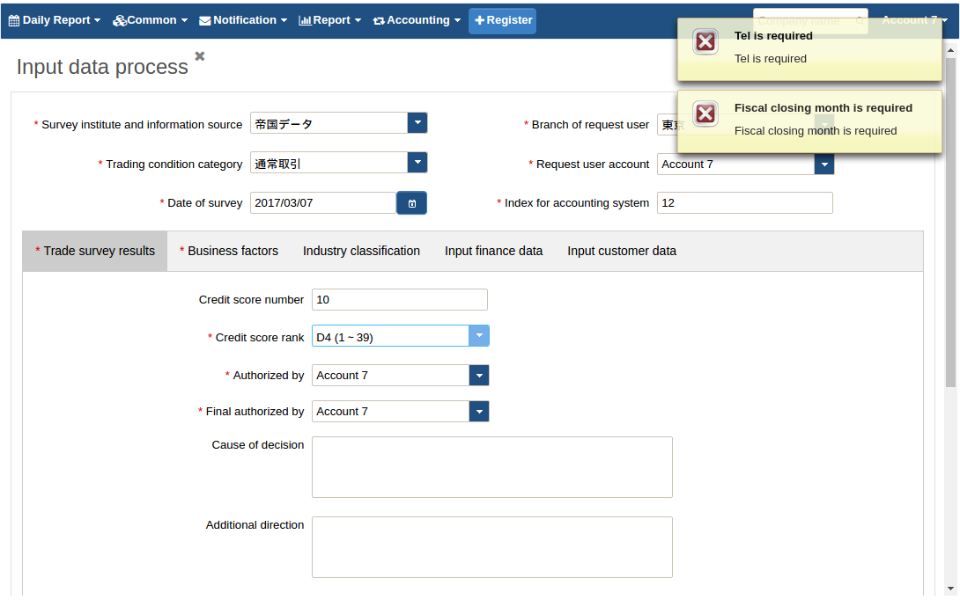 Daily Report Common Notification Report Accounting Register Account 7
Tel is required
Tel is required
Input data process
Fiscal closing month is required
Fiscal closing month is required
* Survey institute and information source 帝国データ
* Branch of request user 東京
* Trading condition category 通常取引
* Request user account Account 7
* Date of survey 2017/03/07
* Index for accounting system 12
* Trade survey results * Business factors Industry classification Input finance data Input customer data
Credit score number 10
* Credit score rank D4 (1 ~ 39)
* Authorized by Account 7
* Final authorized by Account 7
Cause of decision
Additional direction